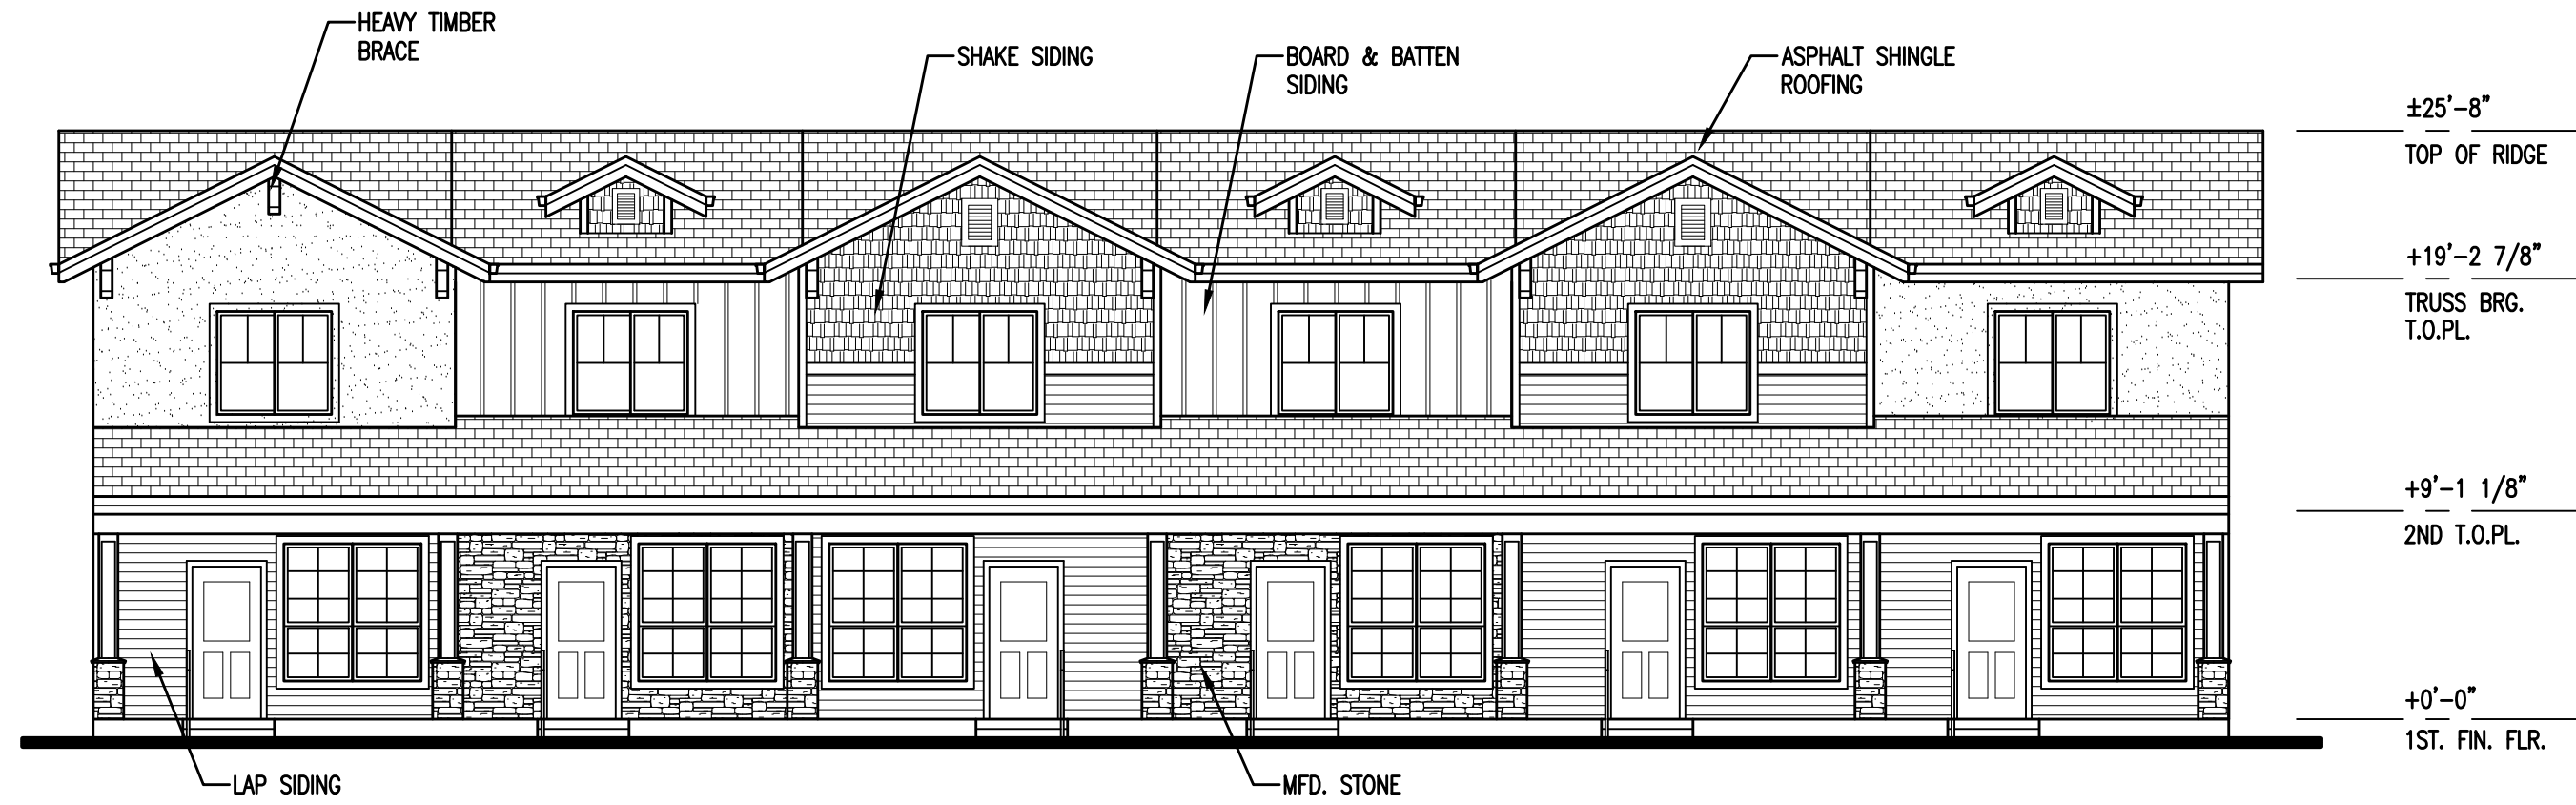 HEAVY TIMBER
BRACE
SHAKE SIDING
BOARD & BATTEN
SIDING
ASPHALT SHINGLE
ROOFING
±25'-8"
TOP OF RIDGE
+19'-2 7/8"
TRUSS BRG.
T.O.PL.
+9'-1 1/8"
2ND T.O.PL.
+0'-0"
1ST. FIN. FLR.
LAP SIDING
MFD. STONE